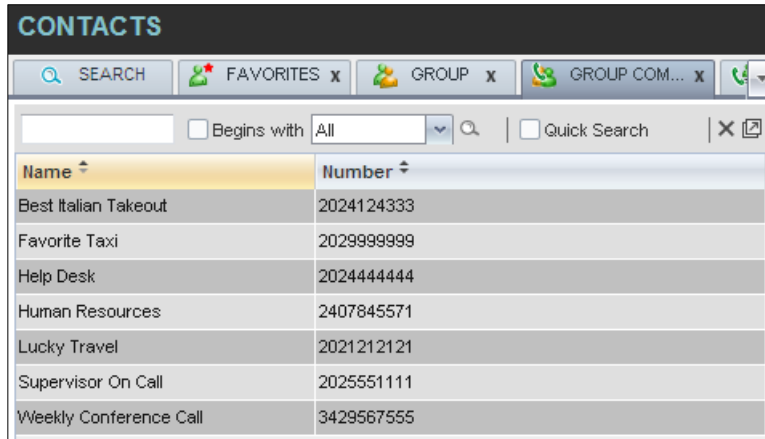 CONTACTS
SEARCH FAVORITES x GROUP x GROUP COM... x
Begins with All Quick Search
Name Number
Best Italian Takeout 2024124333
Favorite Taxi 2029999999
Help Desk 2024444444
Human Resources 2407845571
Lucky Travel 2021212121
Supervisor On Call 2025551111
Weekly Conference Call 3429567555